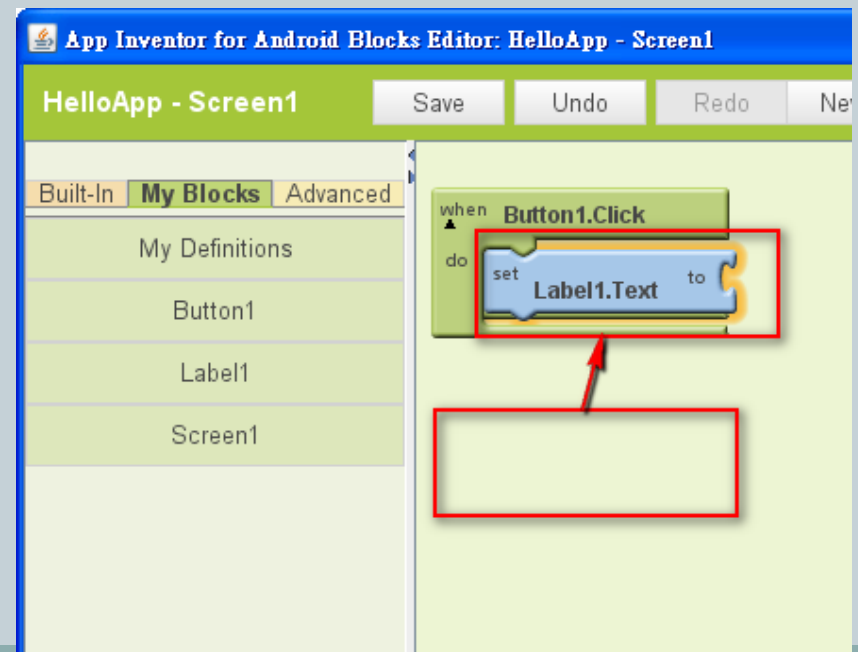 App Inventor for Android Blocks Editor: HelloApp - Screen1
HelloApp - Screen1 Save Undo Redo
Built-In My Blocks Advanced
My Definitions
Button1
Label1
Screen1
when Button1.Click
do
set Label1.Text to